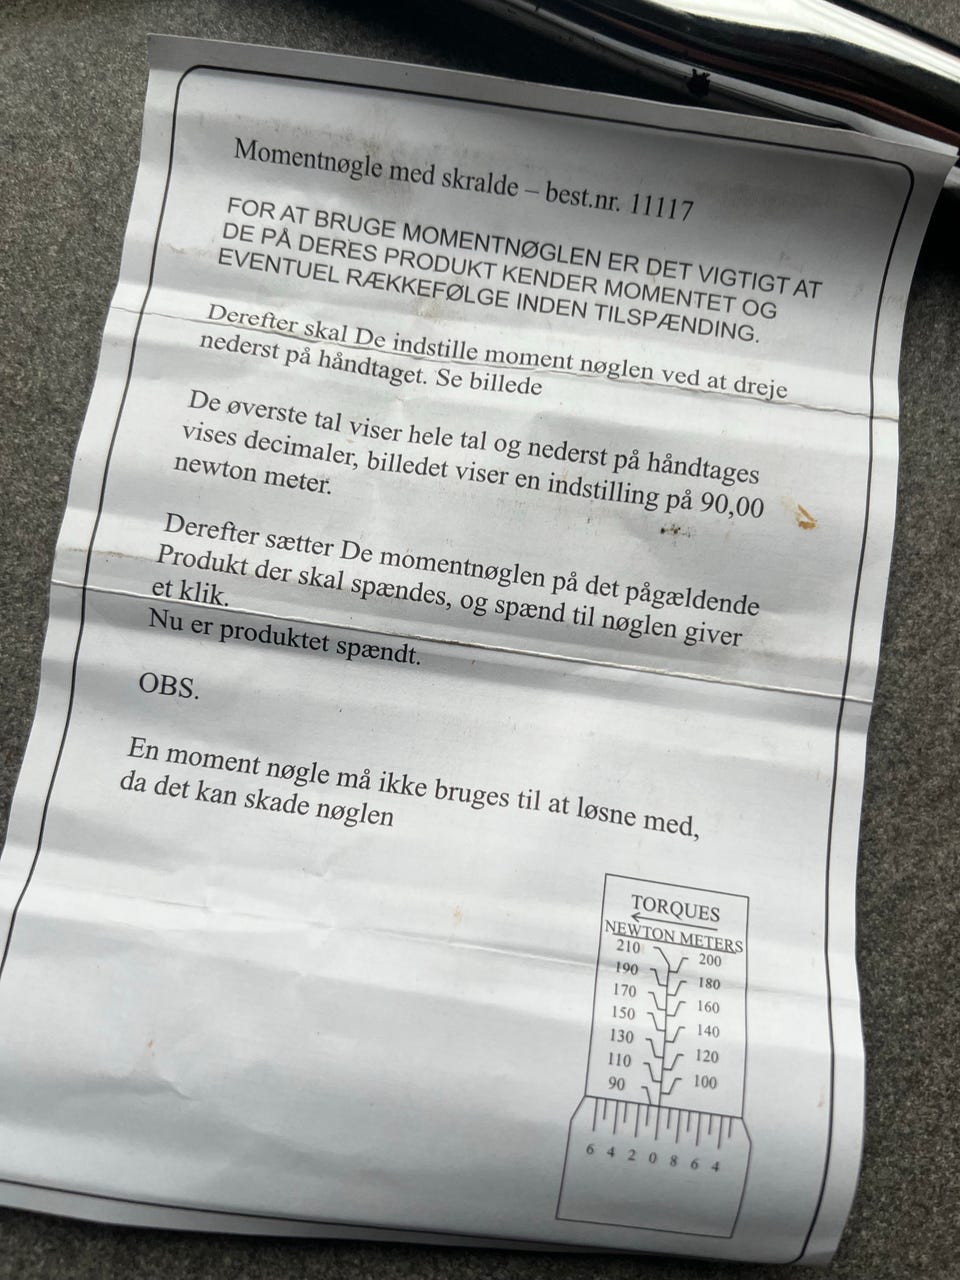 Momentnøgle med skralde – best.nr. 11117
FOR AT BRUGE MOMENTNØGLEN ER DET VIGTIGT AT
DE PÅ DERES PRODUKT KENDER MOMENTET OG
EVENTUEL RÆKKEFØLGE INDEN TILSPÆNDING.
Derefter skal De indstille moment nøglen ved at dreje
nederst på håndtaget. Se billede
De øverste tal viser hele tal og nederst på håndtages
vises decimaler, billedet viser en indstilling på 90,00
newton meter.
Derefter sætter De momentnøglen på det pågældende
Produkt der skal spændes, og spænd til nøglen giver
et klik.
Nu er produktet spændt.
OBS.
En moment nøgle må ikke bruges til at løsne med,
da det kan skade nøglen
TORQUES
NEWTON METERS
210 200
190 180
170 160
150 140
130 120
110 100
90
6 4 2 0 8 6 4